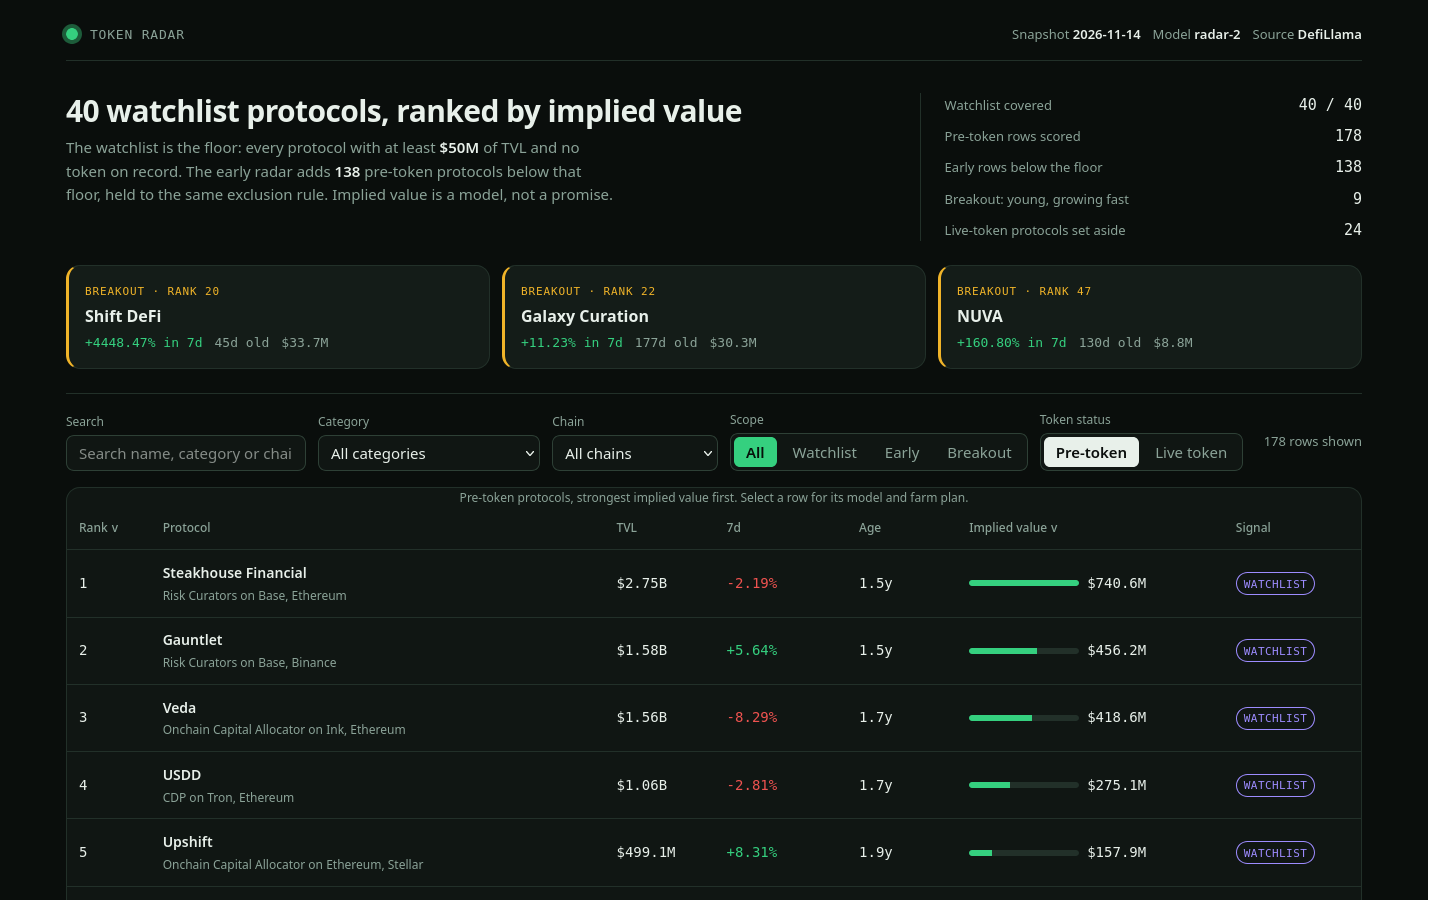 TOKEN RADAR
Snapshot 2026-11-14 Model radar-2 Source DefiLlama
40 watchlist protocols, ranked by implied value
The watchlist is the floor: every protocol with at least $50M of TVL and no
token on record. The early radar adds 138 pre-token protocols below that
floor, held to the same exclusion rule. Implied value is a model, not a promise.
Watchlist covered 40 / 40
Pre-token rows scored 178
Early rows below the floor 138
Breakout: young, growing fast 9
Live-token protocols set aside 24
BREAKOUT · RANK 20
Shift DeFi
+4448.47% in 7d 45d old $33.7M
BREAKOUT · RANK 22
Galaxy Curation
+11.23% in 7d 177d old $30.3M
BREAKOUT · RANK 47
NUVA
+160.80% in 7d 130d old $8.8M
Search Category Chain Scope Token status
Search name, category or chai All categories All chains All Watchlist Early Breakout Pre-token Live token 178 rows shown
Pre-token protocols, strongest implied value first. Select a row for its model and farm plan.
Rank v Protocol TVL 7d Age Implied value v Signal
1 Steakhouse Financial $2.75B -2.19% 1.5y $740.6M WATCHLIST
Risk Curators on Base, Ethereum
2 Gauntlet $1.58B +5.64% 1.5y $456.2M WATCHLIST
Risk Curators on Base, Binance
3 Veda $1.56B -8.29% 1.7y $418.6M WATCHLIST
Onchain Capital Allocator on Ink, Ethereum
4 USDD $1.06B -2.81% 1.7y $275.1M WATCHLIST
CDP on Tron, Ethereum
5 Upshift $499.1M +8.31% 1.9y $157.9M WATCHLIST
Onchain Capital Allocator on Ethereum, Stellar